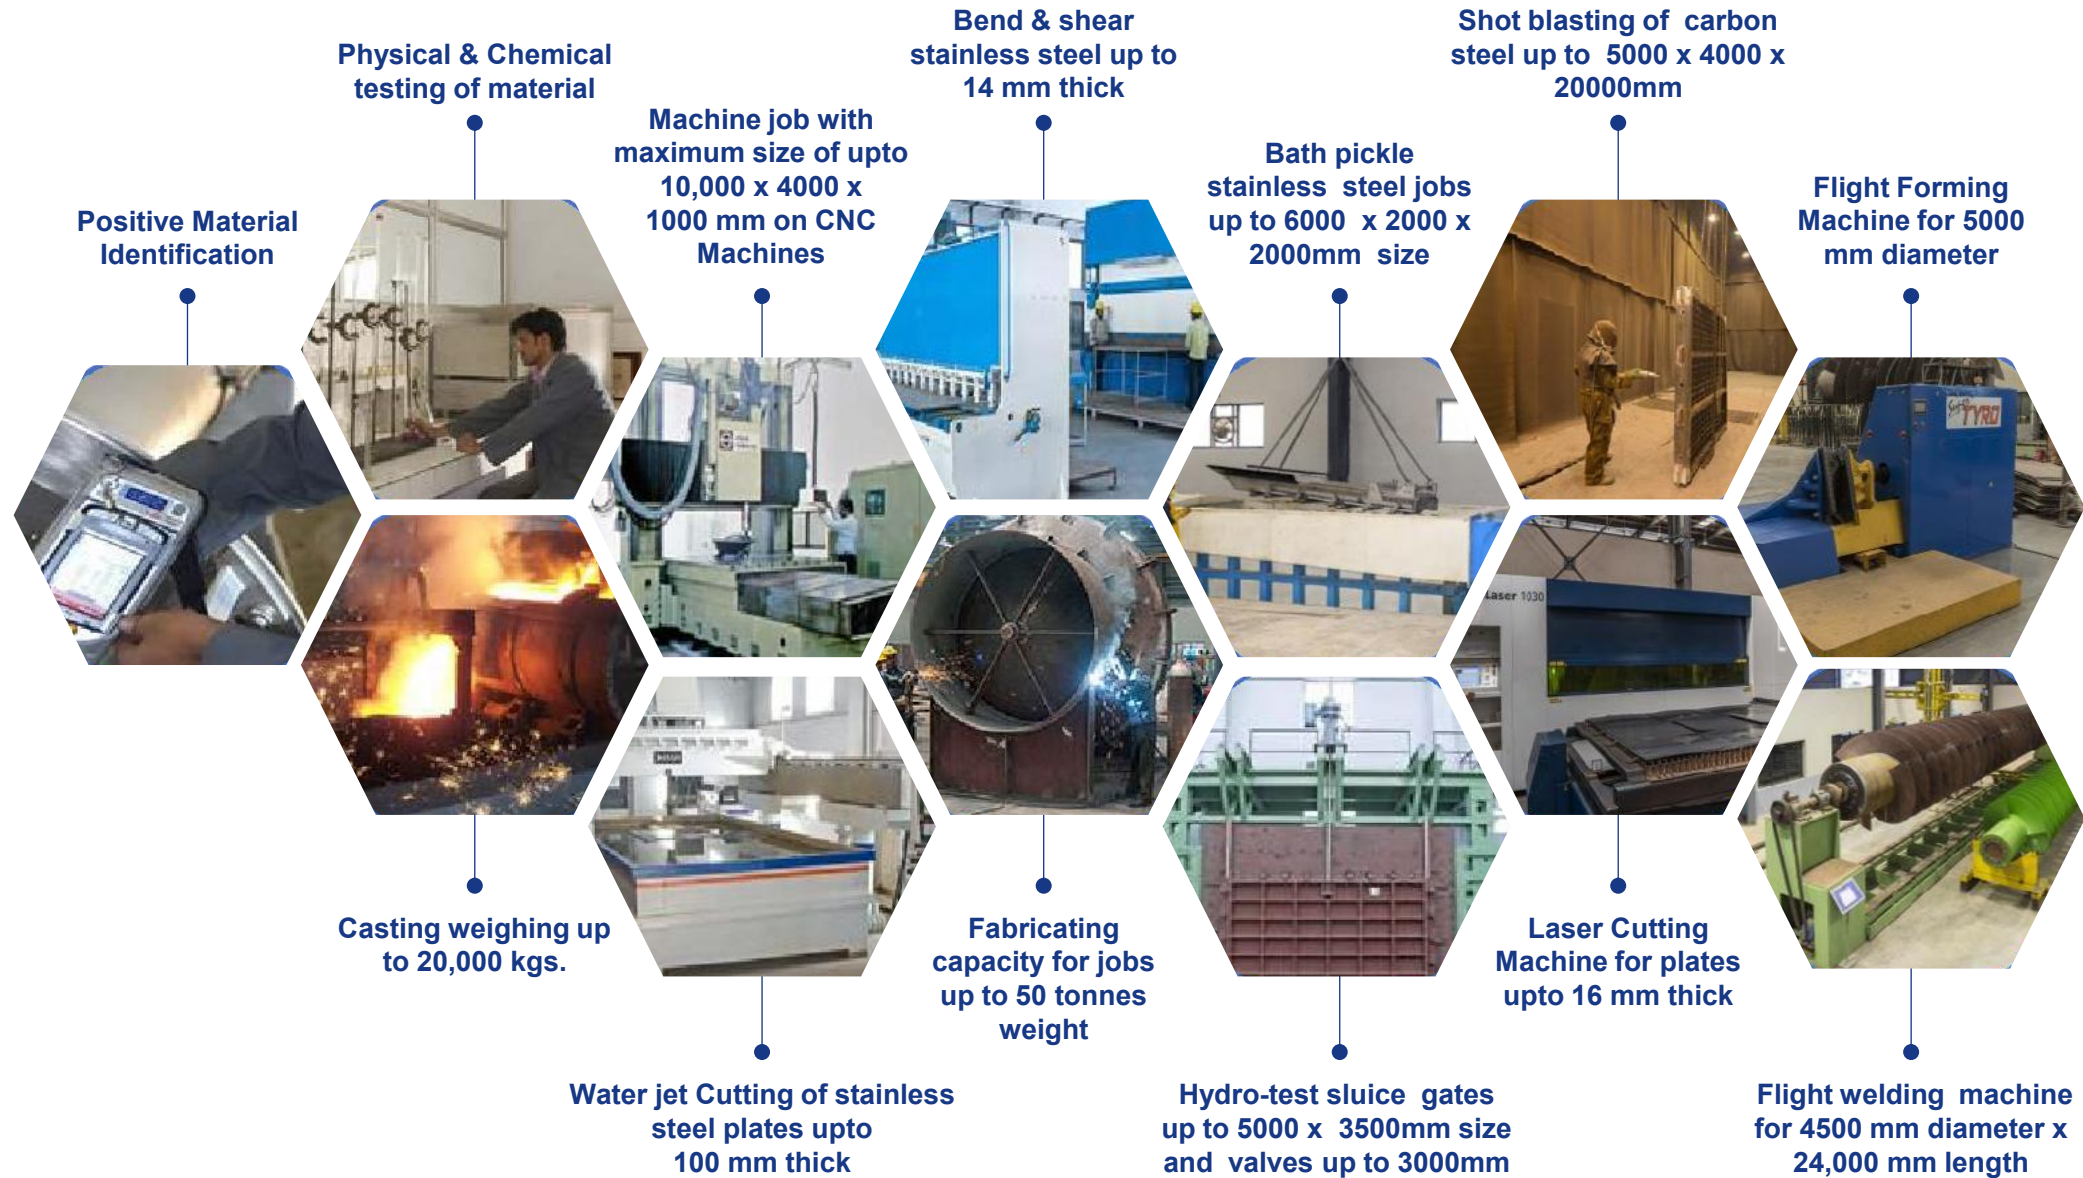 Positive Material
Identification
Physical & Chemical
testing of material
Machine job with
maximum size of upto
10,000 x 4000 x
1000 mm on CNC
Machines
Bend & shear
stainless steel up to
14 mm thick
Bath pickle
stainless steel jobs
up to 6000 x 2000 x
2000mm size
Shot blasting of carbon
steel up to 5000 x 4000 x
20000mm
Flight Forming
Machine for 5000
mm diameter
TYRO
Laser 1030
Casting weighing up
to 20,000 kgs.
Water jet Cutting of stainless
steel plates upto
100 mm thick
Fabricating
capacity for jobs
up to 50 tonnes
weight
Hydro-test sluice gates
up to 5000 x 3500mm size
and valves up to 3000mm
Laser Cutting
Machine for plates
upto 16 mm thick
Flight welding machine
for 4500 mm diameter x
24,000 mm length